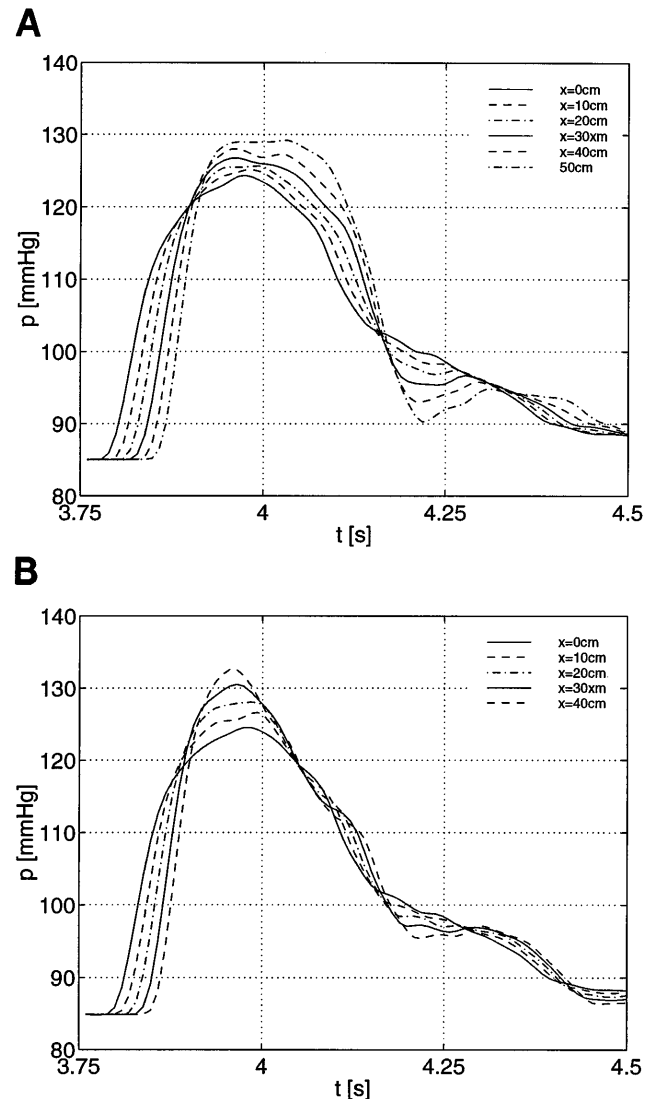 A
140
130
120
110
100
90
80
p [mmHg]
x=0cm
x=10cm
x=20cm
x=30xm
x=40cm
50cm
3.75 4 4.25 4.5
t [s]
B
140
130
120
110
100
90
80
p [mmHg]
x=0cm
x=10cm
x=20cm
x=30xm
x=40cm
3.75 4 4.25 4.5
t [s]